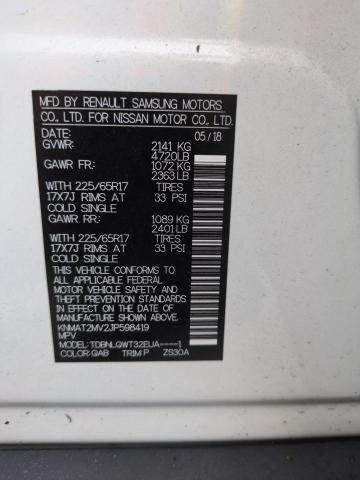 MFD BY RENAULT SAMSUNG MOTORS
CO., LTD. FOR NISSAN MOTOR CO., LTD.
DATE: 05/18
GVWR: 2141 KG
4720LB
GAWR FR: 1072 KG
2363LB
WITH 225/65R17 TIRES
17X7J RIMS AT 33 PSI
COLD SINGLE
GAWR RR: 1089 KG
2401LB
WITH 225/65R17 TIRES
17X7J RIMS AT 33 PSI
COLD SINGLE
THIS VEHICLE CONFORMS TO
ALL APPLICABLE FEDERAL
MOTOR VEHICLE SAFETY,
BUMPER, AND THEFT
PREVENTION STANDARDS
IN EFFECT ON THE DATE OF
MANUFACTURE SHOWN ABOVE.
KNMAT2MV2JP598419
MPV
MODEL: TDBNLQWT32EUA-----1
COLOR: QAB TRIM P ZS30A